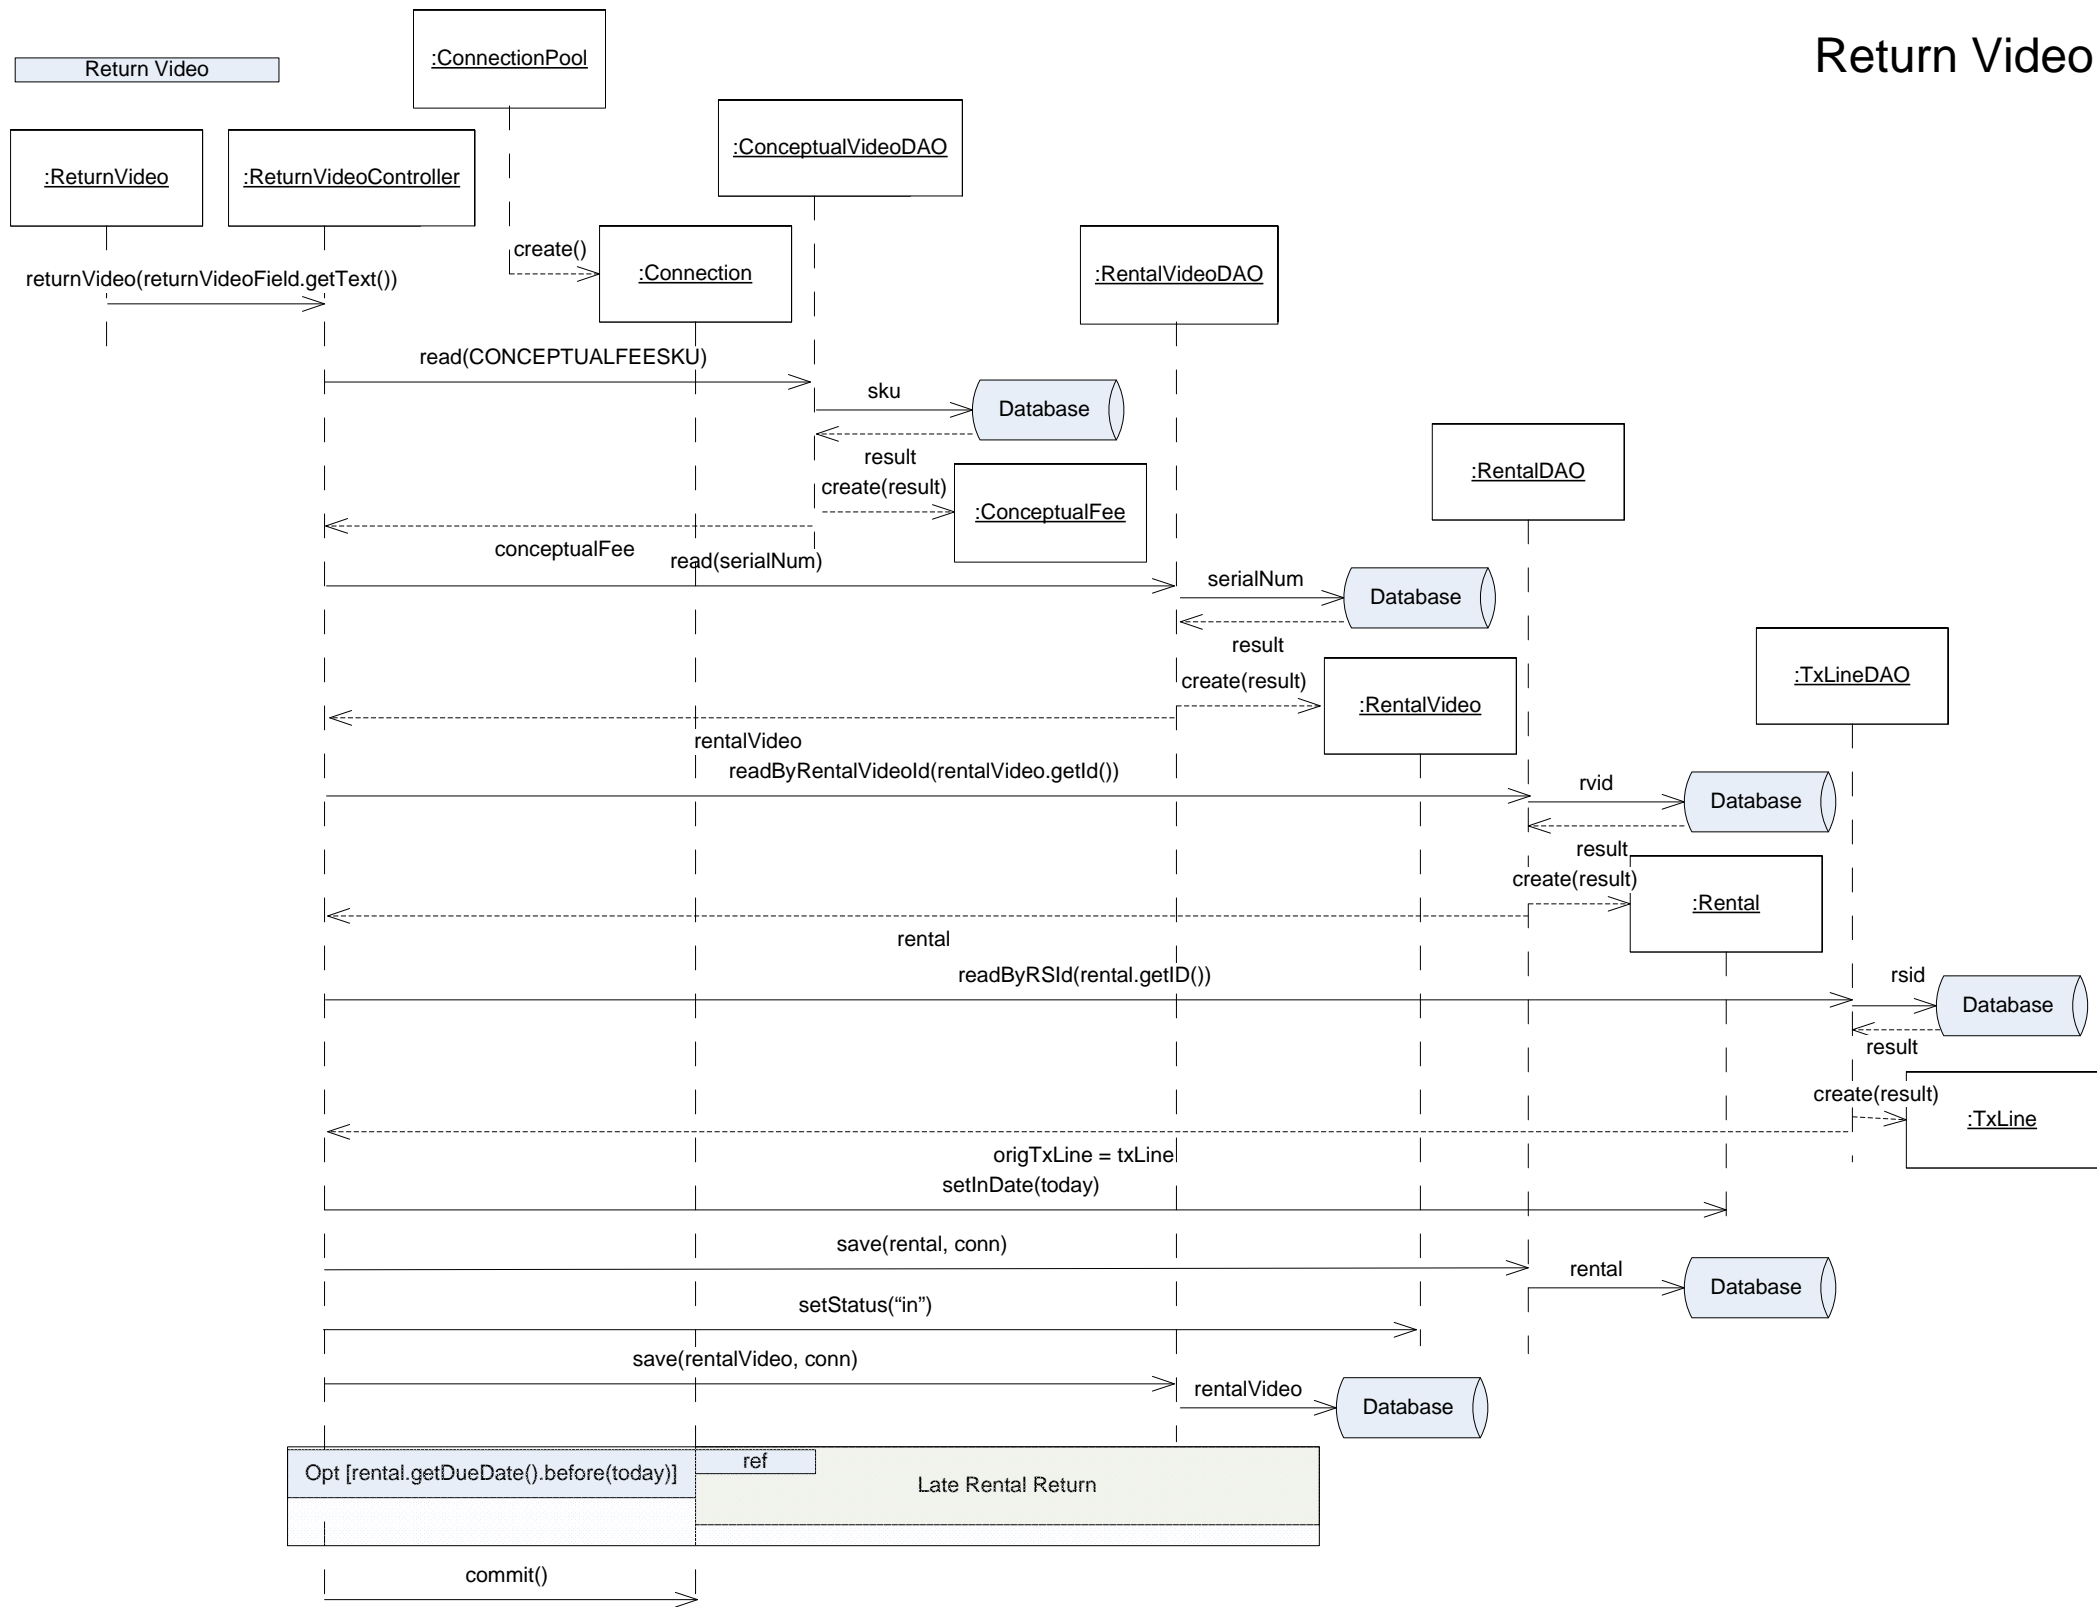 Return Video
Return Video
:ConnectionPool
:ConceptualVideoDAO
:ReturnVideo
:ReturnVideoController
create()
:Connection
:RentalVideoDAO
returnVideo(returnVideoField.getText())
read(CONCEPTUALFEESKU)
sku
Database
result
create(result)
:ConceptualFee
:RentalDAO
conceptualFee
read(serialNum)
serialNum
Database
result
create(result)
:RentalVideo
:TxLineDAO
rentalVideo
readByRentalVideoId(rentalVideo.getId())
rvid
Database
result
create(result)
:Rental
rental
readByRSId(rental.getID())
rsid
Database
result
create(result)
:TxLine
origTxLine = txLine
setInDate(today)
save(rental, conn)
rental
Database
setStatus(“in”)
save(rentalVideo, conn)
rentalVideo
Database
Opt [rental.getDueDate().before(today)]
ref
Late Rental Return
commit()